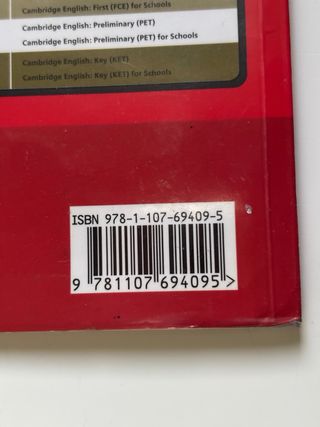 Cambridge English: First (FCE) for Schools
Cambridge English: Preliminary (PET)
Cambridge English: Preliminary (PET) for Schools
Cambridge English: Key (KET)
Cambridge English: Key (KET) for Schools
ISBN 978-1-107-69409-5
9 781107 694095 >